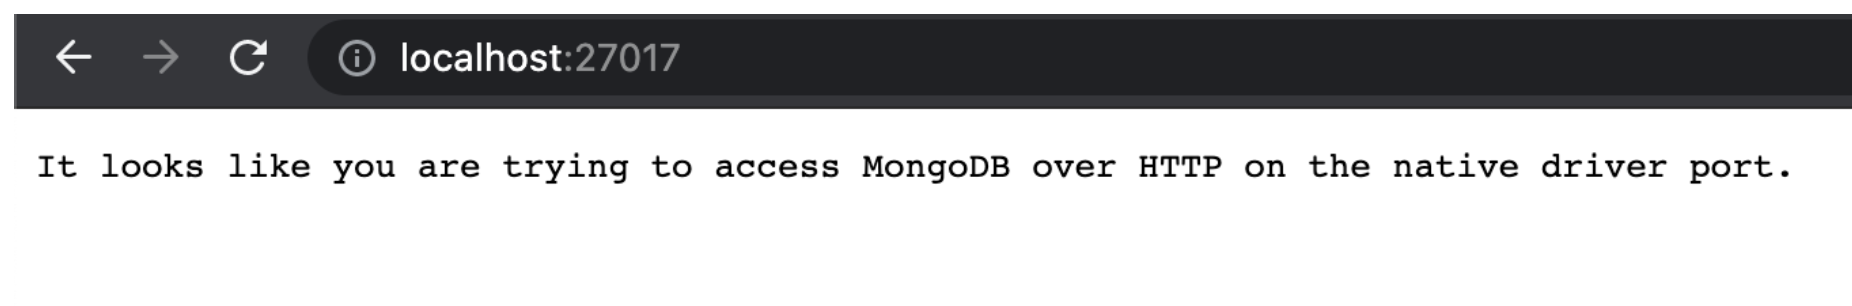 localhost:27017
It looks like you are trying to access MongoDB over HTTP on the native driver port.